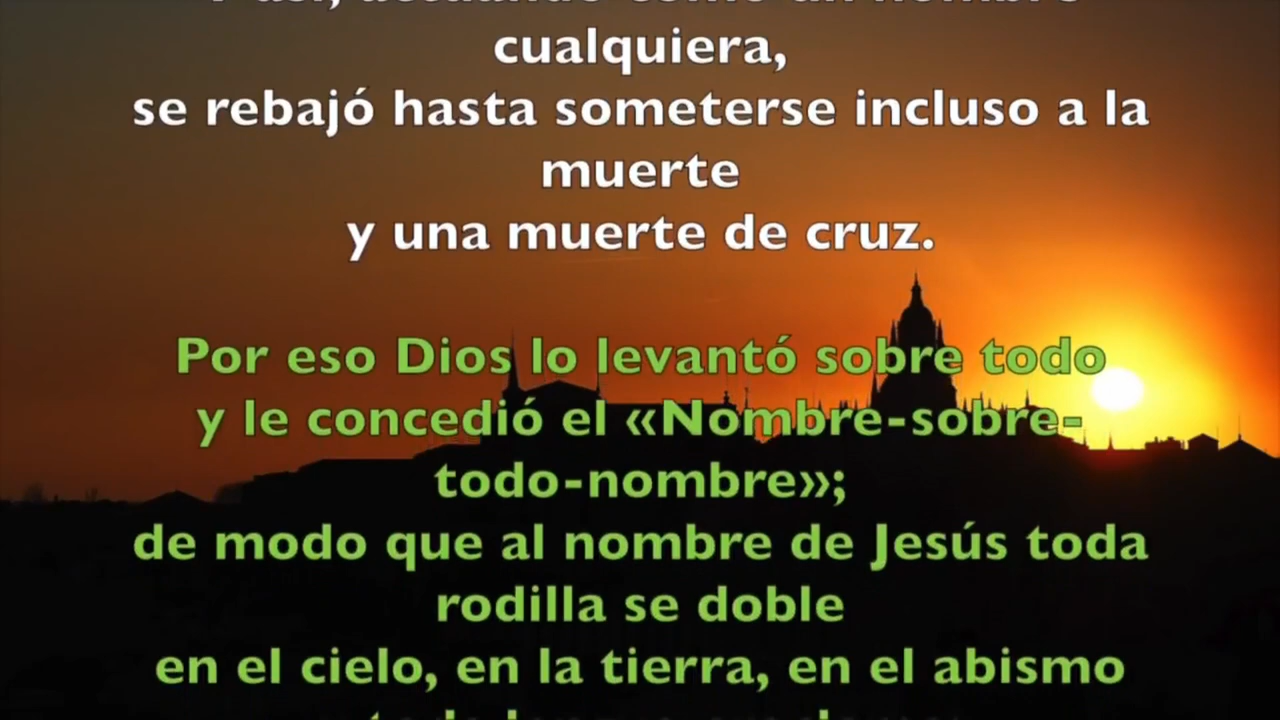 cualquiera,
se rebajó hasta someterse incluso a la
muerte
y una muerte de cruz.
Por eso Dios lo levantó sobre todo
y le concedió el «Nombre-sobre-
todo-nombre»;
de modo que al nombre de Jesús toda
rodilla se doble
en el cielo, en la tierra, en el abismo